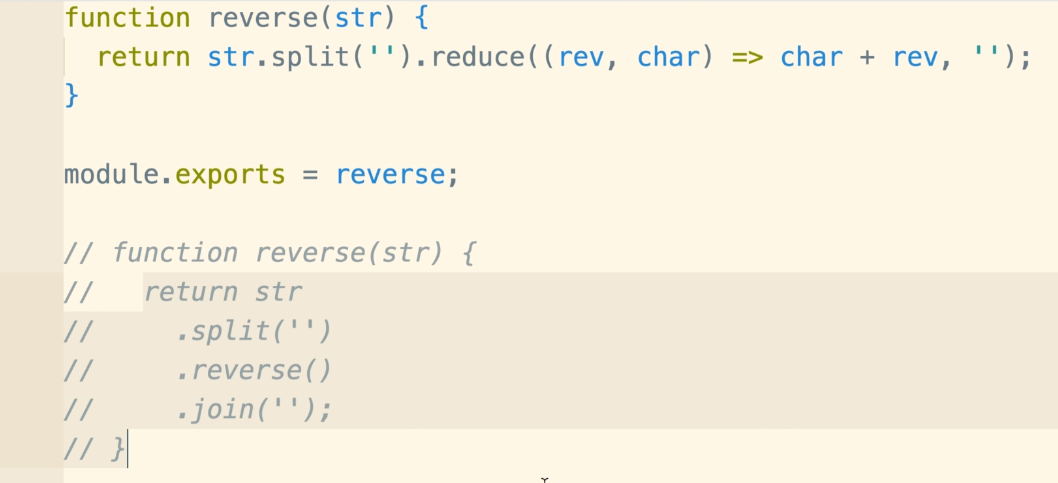 function reverse(str) {
  return str.split('').reduce((rev, char) => char + rev, '');
}
module.exports = reverse;
// function reverse(str) {
//   return str
//     .split('')
//     .reverse()
//     .join('');
// }